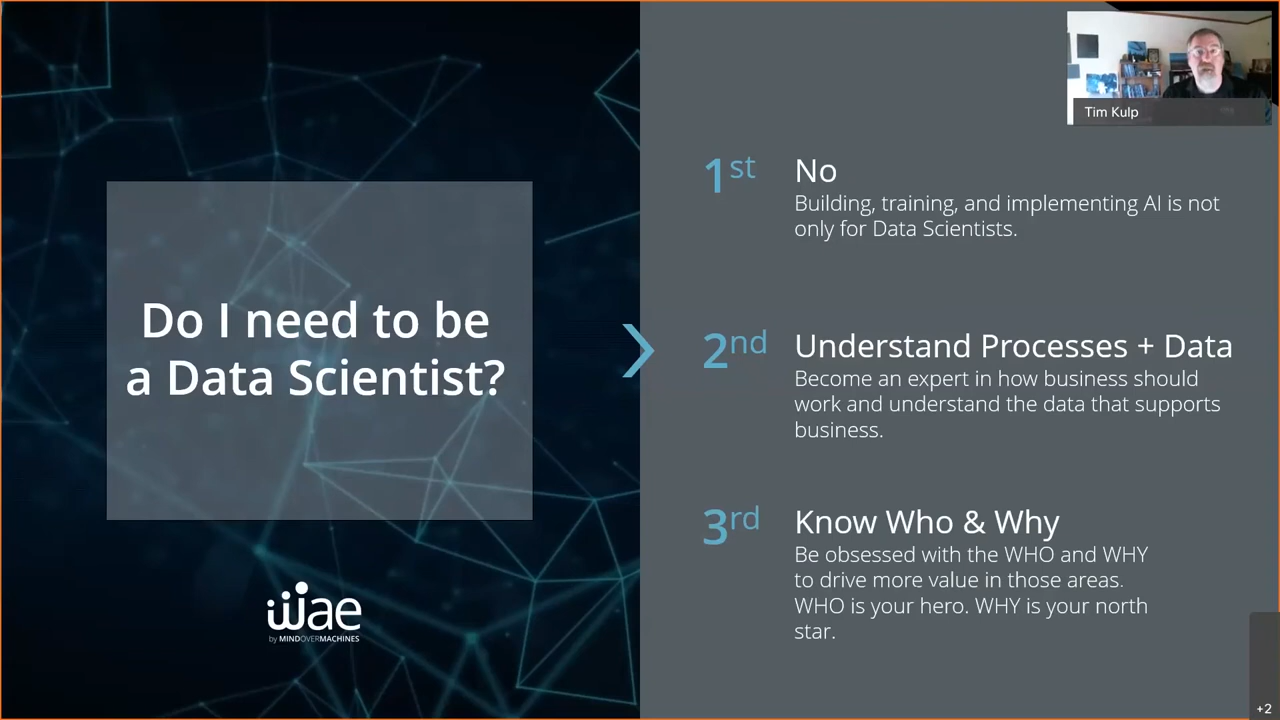 Tim Kulp
Do I need to be
a Data Scientist?
wae
by MINDOVERMACHINES
1st No
Building, training, and implementing AI is not
only for Data Scientists.
2nd Understand Processes + Data
Become an expert in how business should
work and understand the data that supports
business.
3rd Know Who & Why
Be obsessed with the WHO and WHY
to drive more value in those areas.
WHO is your hero. WHY is your north
star.
+2